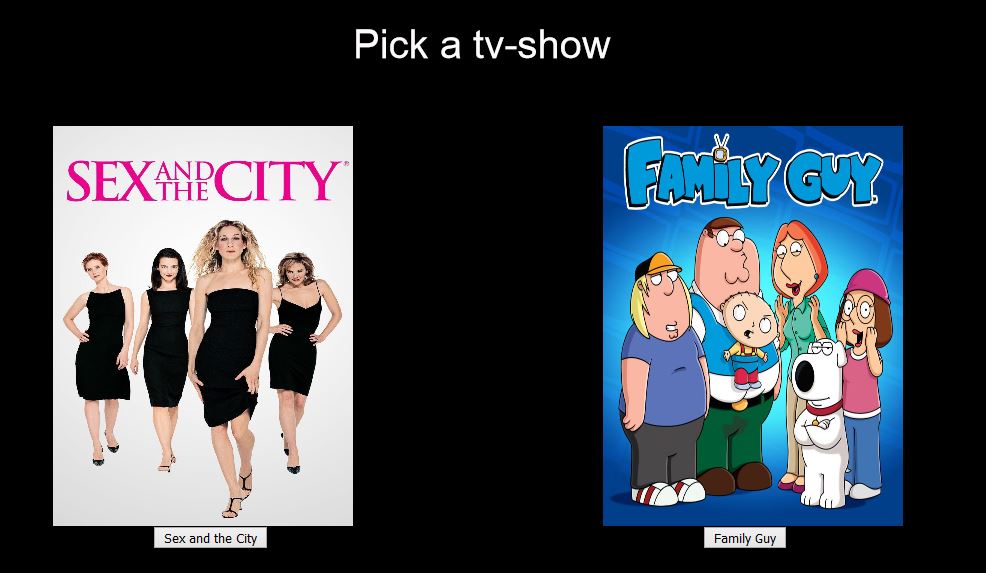 Pick a tv-show
SEX AND THE CITY®
FAMILY GUY.
Sex and the City
Family Guy